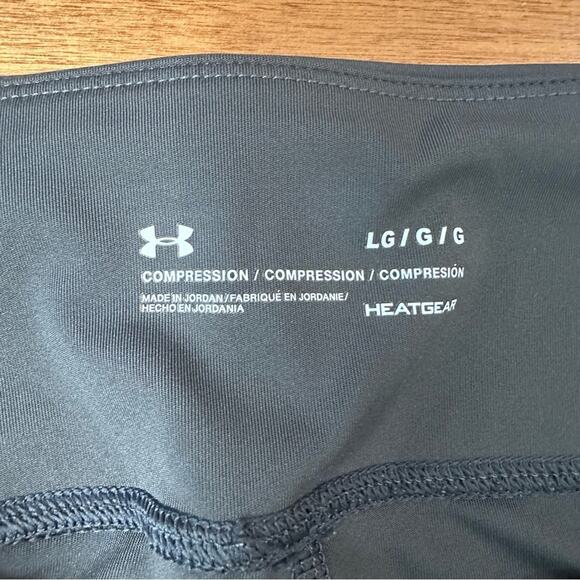 LG / G / G
COMPRESSION / COMPRESSION / COMPRESIÓN
MADE IN JORDAN / FABRIQUÉ EN JORDANIE /
HECHO EN JORDANIA
HEATGEAR